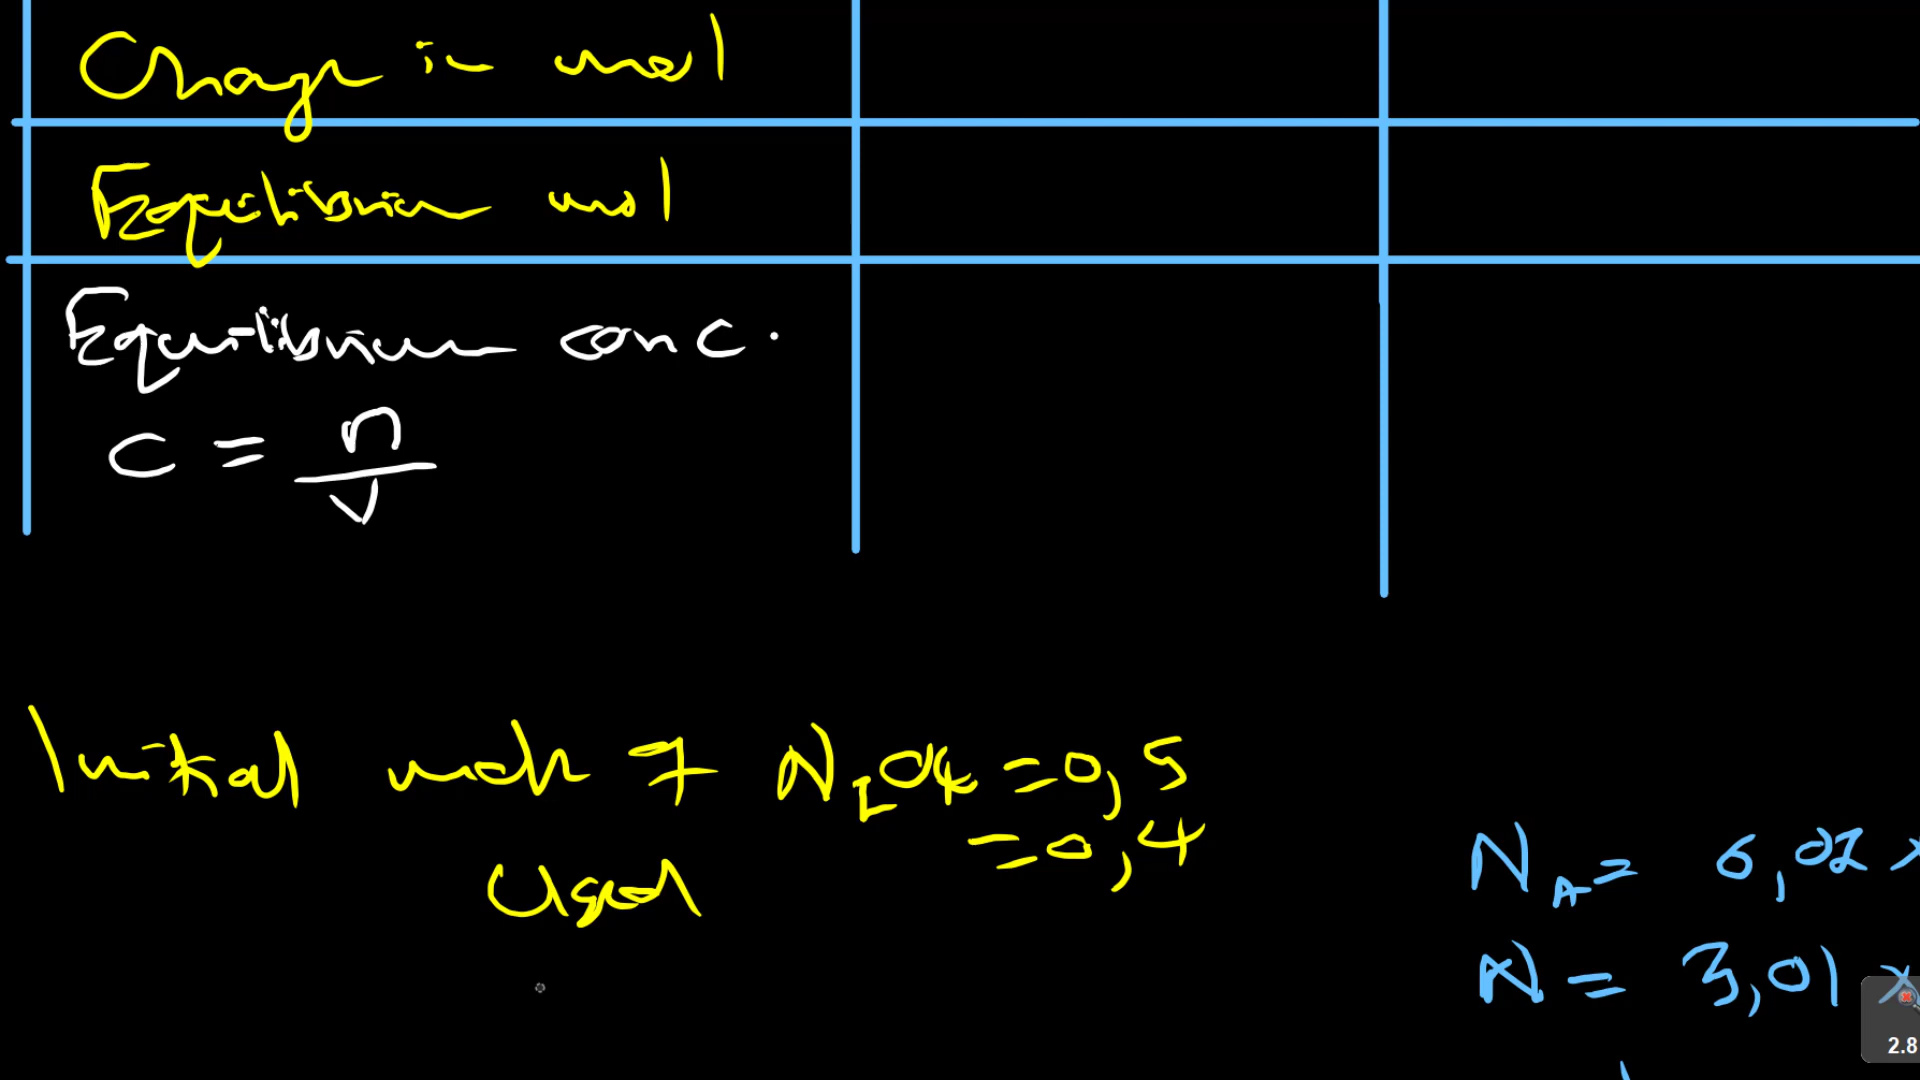 Change in mol
Equilibrium mol
Equilibrium conc.
c = n/v
Initial moles of N2O4 = 0,5
= 0,4
Used
NA = 6,02 x
N = 3,01 x
2.8